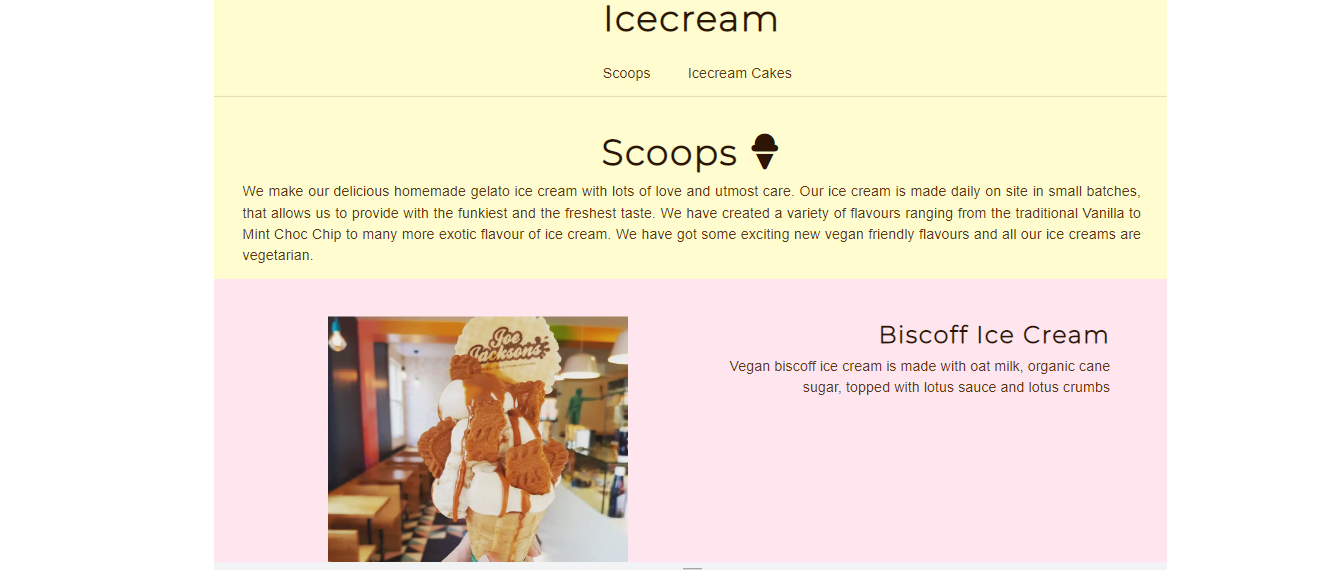 Icecream
Scoops Icecream Cakes
Scoops
We make our delicious homemade gelato ice cream with lots of love and utmost care. Our ice cream is made daily on site in small batches,
that allows us to provide with the funkiest and the freshest taste. We have created a variety of flavours ranging from the traditional Vanilla to
Mint Choc Chip to many more exotic flavour of ice cream. We have got some exciting new vegan friendly flavours and all our ice creams are
vegetarian.
Joe
Jacksons
Biscoff Ice Cream
Vegan biscoff ice cream is made with oat milk, organic cane
sugar, topped with lotus sauce and lotus crumbs